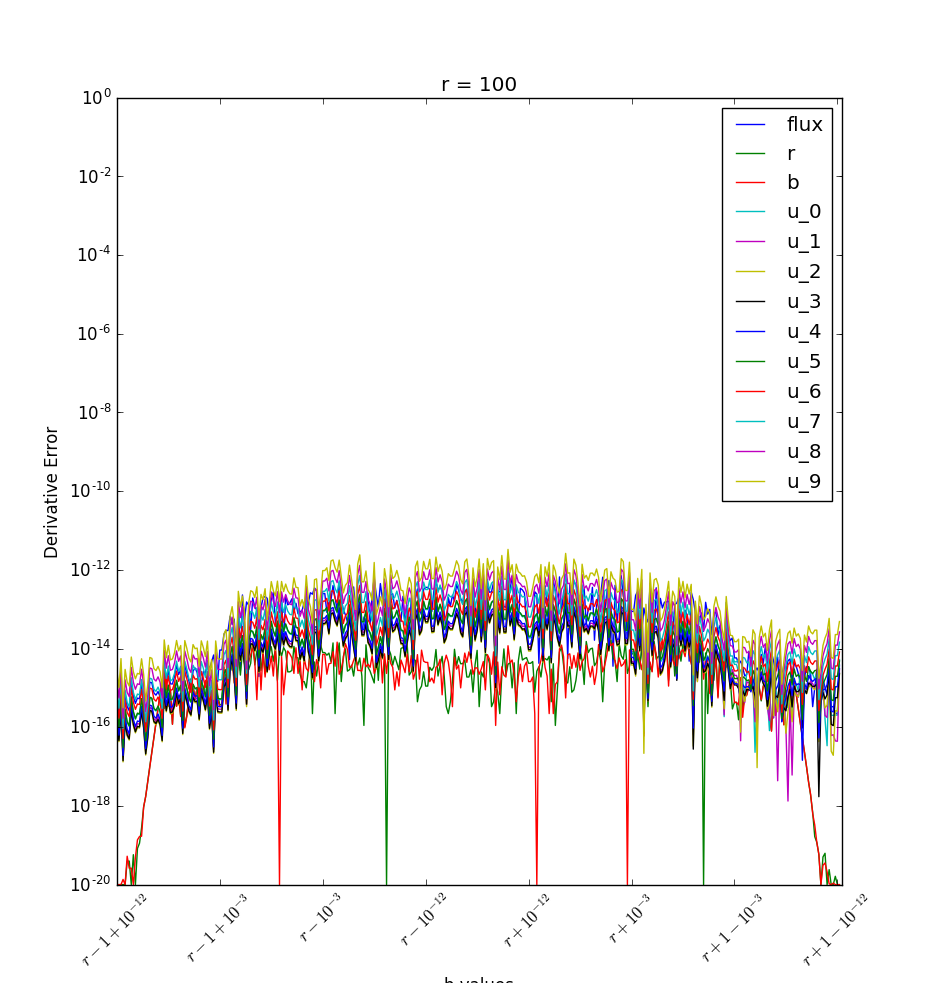 r = 100
10^0
10^-2
10^-4
10^-6
10^-8
10^-10
10^-12
10^-14
10^-16
10^-18
10^-20
Derivative Error
flux
r
b
u_0
u_1
u_2
u_3
u_4
u_5
u_6
u_7
u_8
u_9
r − 1 + 10^−12
r − 1 + 10^−3
r − 10^−3
r − 10^−12
r + 10^−12
r + 10^−3
r + 1 − 10^−3
r + 1 − 10^−12
b values